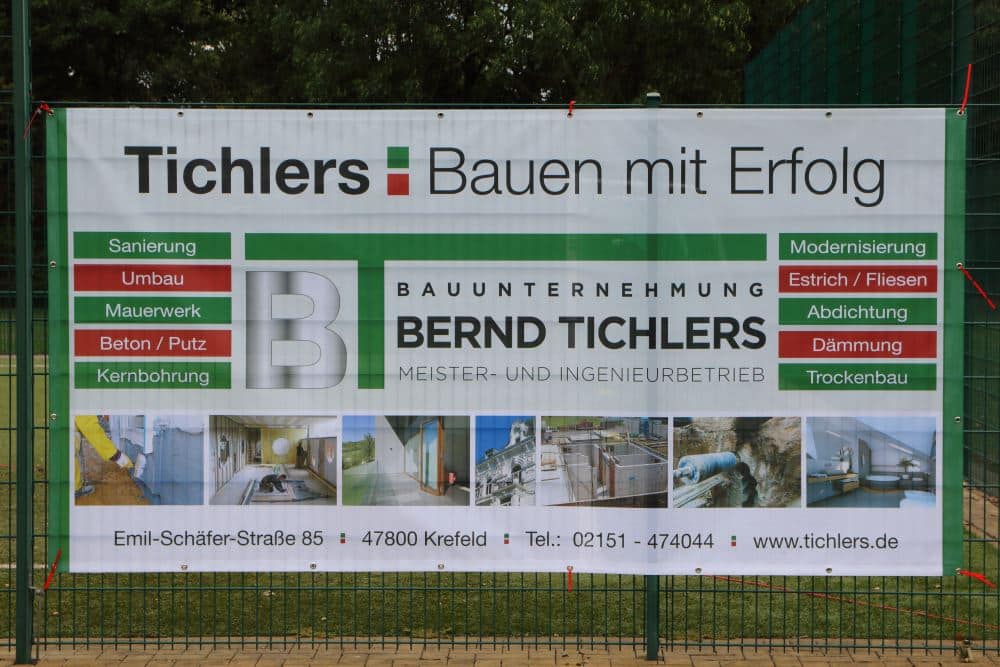 Tichlers Bauen mit Erfolg
Sanierung
Umbau
Mauerwerk
Beton / Putz
Kernbohrung
BT
BAUUNTERNEHMUNG
BERND TICHLERS
MEISTER- UND INGENIEURBETRIEB
Modernisierung
Estrich / Fliesen
Abdichtung
Dämmung
Trockenbau
Emil-Schäfer-Straße 85 47800 Krefeld Tel.: 02151 - 474044 www.tichlers.de